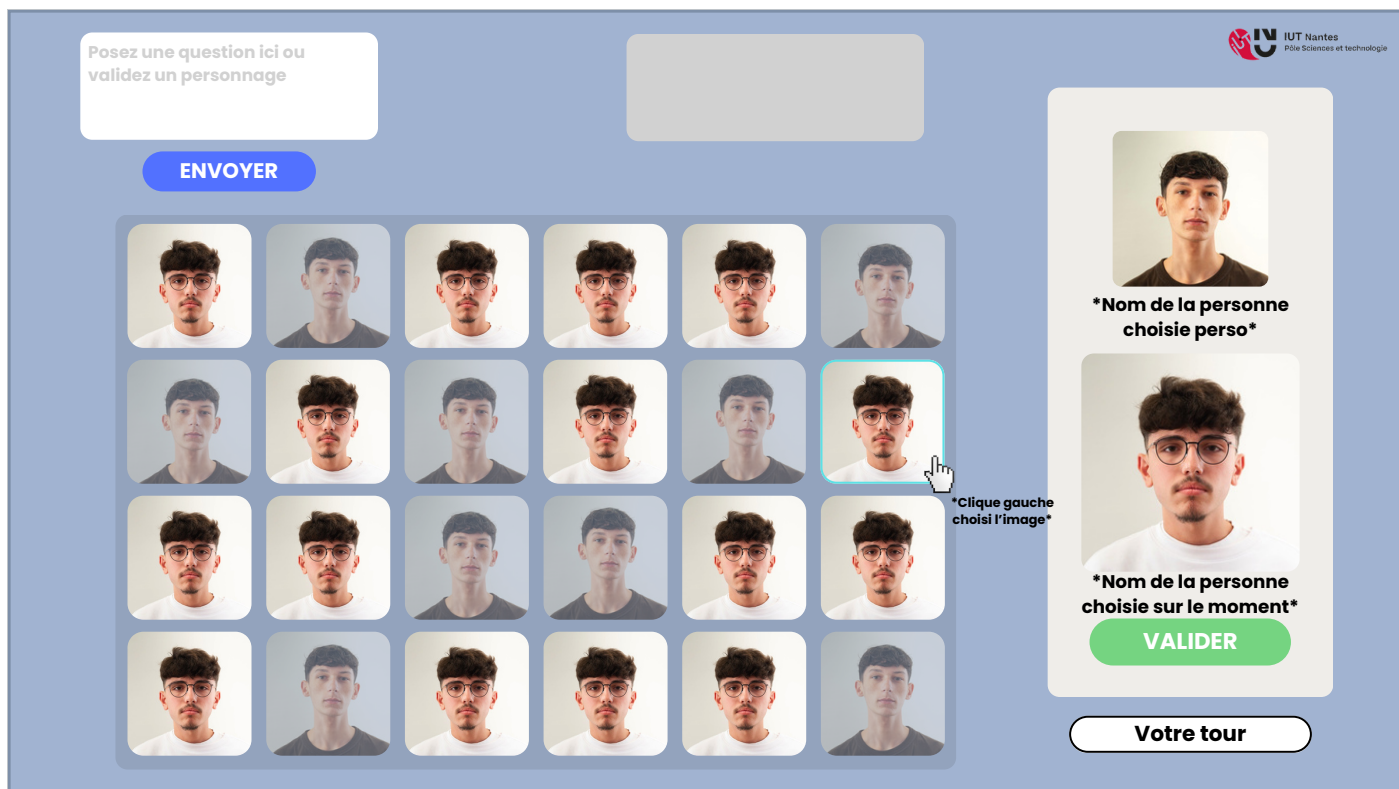 Posez une question ici ou
validez un personnage
ENVOYER
IUT Nantes
Pôle Sciences et technologie
*Nom de la personne
choisie perso*
*Clique gauche
choisi l'image*
*Nom de la personne
choisie sur le moment*
VALIDER
Votre tour